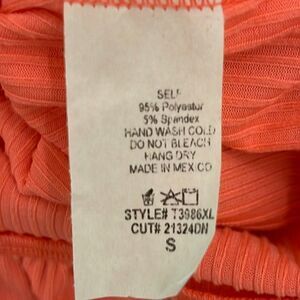 SELF
95% Polyester
5% Spandex
HAND WASH COLD
DO NOT BLEACH
HANG DRY
MADE IN MEXICO
STYLE# T3986XL
CUT# 21324DN
S